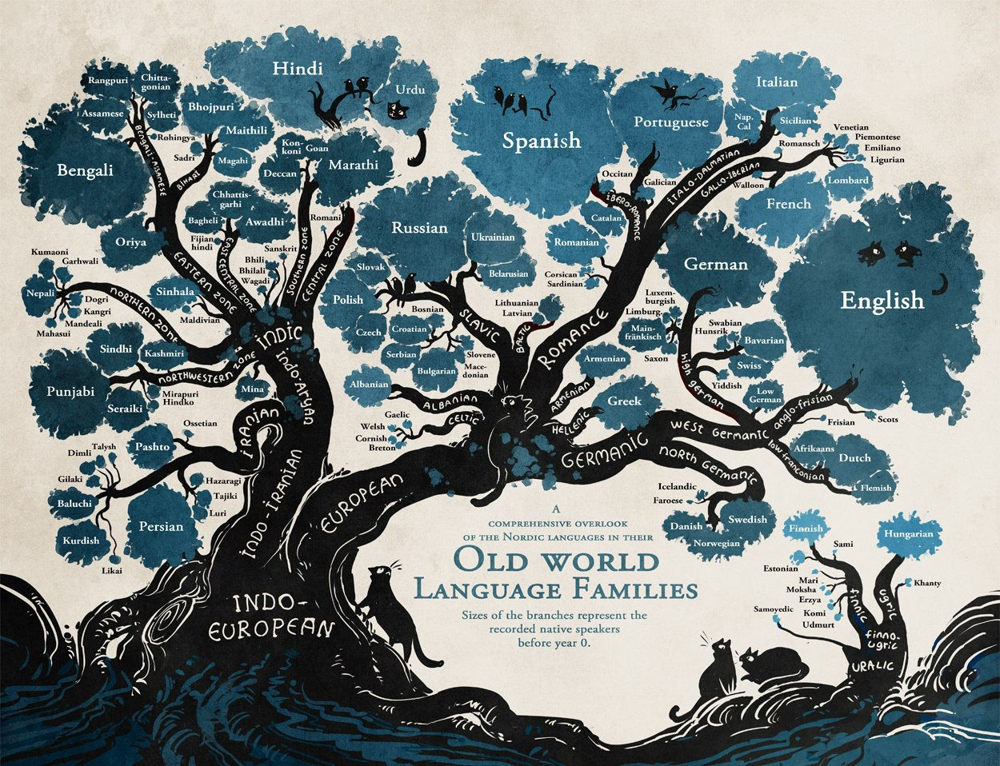 Hindi
Urdu
Rangpuri
Chitta-
gonian
Assamese
Sylheti
Bhojpuri
Maithili
Rohingya
Sadri
Magahi
Bengali
BENGALI-ASSAMESE
BIHARI
Kon-
koni
Goan
Deccan
Marathi
Chhattis-
garhi
Bagheli
Awadhi
Fijian
hindi
Romani
Oriya
EASTERN ZONE
EAST CENTRAL ZONE
Sanskrit
Bhili
Bhilali
Wagadi
SOUTHERN ZONE
CENTRAL ZONE
Kumaoni
Garhwali
Nepali
Dogri
Kangri
Mandeali
Mahasui
NORTHERN ZONE
Sinhala
Maldivian
INDIC
Sindhi
Kashmiri
NORTHWESTERN ZONE
Punjabi
Seraiki
Mirapuri
Hindko
Mina
INDO-ARYAN
IRANIAN
Ossetian
Pashto
Talysh
Dimli
Gilaki
Baluchi
Kurdish
Likai
Hazaragi
Tajiki
Luri
Persian
INDO-IRANIAN
INDO-
EUROPEAN
EUROPEAN
Spanish
Portuguese
Italian
Nap.
Cal
Sicilian
Romansch
Venetian
Piemontese
Emiliano
Ligurian
Lombard
Walloon
French
Occitan
Galician
Catalan
IBERO-ROMANCE
ITALO-DALMATIAN
GALLO-IBERIAN
Romanian
Corsican
Sardinian
ROMANCE
Russian
Ukrainian
Belarusian
Slovak
Polish
Czech
Bosnian
Croatian
Serbian
Bulgarian
Slovene
Mace-
donian
SLAVIC
Lithuanian
Latvian
BALTIC
Albanian
ALBANIAN
Gaelic
Welsh
Cornish
Breton
CELTIC
Armenian
ARMENIAN
Greek
HELLENIC
GERMANIC
German
English
Luxem-
burgish
Limburg.
Main-
fränkisch
Saxon
Swabian
Hunsrik
Bavarian
Swiss
Yiddish
high german
Low
German
anglo-frisian
Frisian
Scots
WEST GERMANIC
low franconian
Afrikaans
Dutch
Flemish
NORTH GERMANIC
Icelandic
Faroese
Danish
Swedish
Norwegian
A
COMPREHENSIVE OVERLOOK
OF THE NORDIC LANGUAGES IN THEIR
OLD WORLD
LANGUAGE FAMILIES
Sizes of the branches represent the
recorded native speakers
before year 0.
Finnish
Hungarian
Sami
Estonian
Mari
Moksha
Erzya
Komi
Udmurt
Samoyedic
Khanty
finnic
ugric
finno-
ugric
URALIC